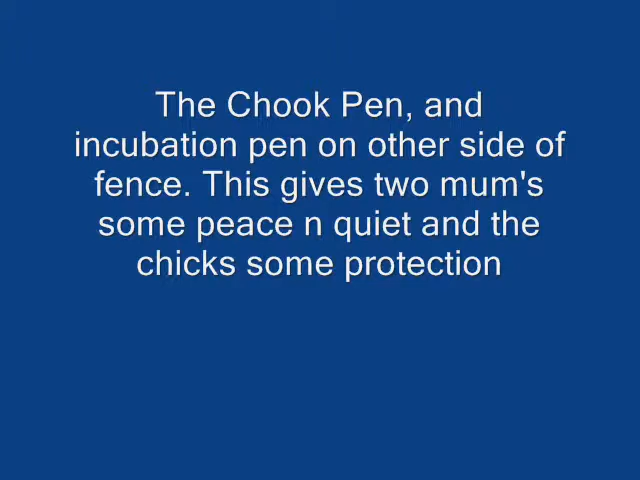 The Chook Pen, and
incubation pen on other side of
fence. This gives two mum's
some peace n quiet and the
chicks some protection